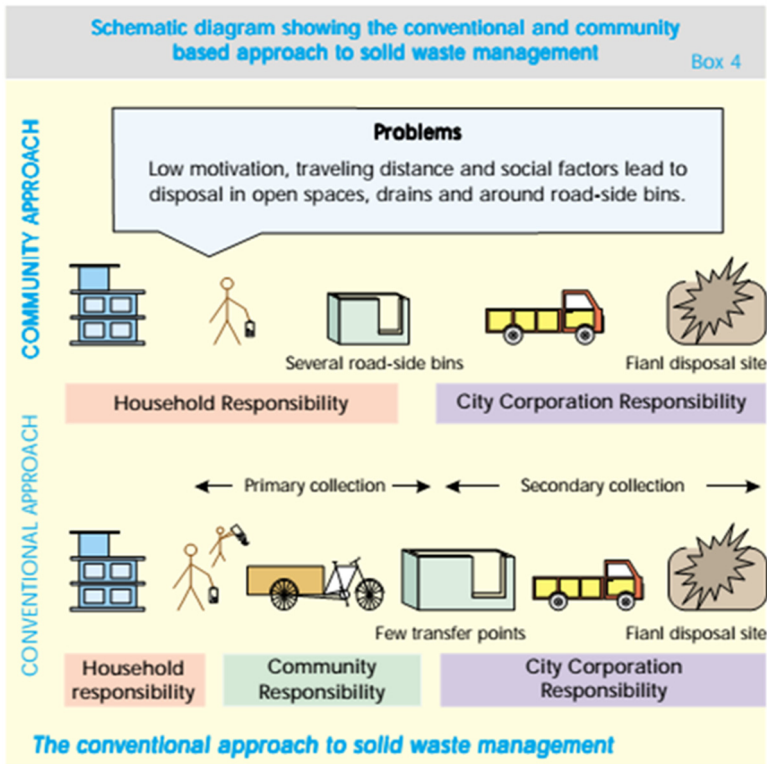 Schematic diagram showing the conventional and community
based approach to solid waste management
Box 4
COMMUNITY APPROACH
Problems
Low motivation, traveling distance and social factors lead to
disposal in open spaces, drains and around road-side bins.
Several road-side bins
Fianl disposal site
Household Responsibility
City Corporation Responsibility
CONVENTIONAL APPROACH
Primary collection
Secondary collection
Few transfer points
Fianl disposal site
Household
responsibility
Community
Responsibility
City Corporation
Responsibility
The conventional approach to solid waste management